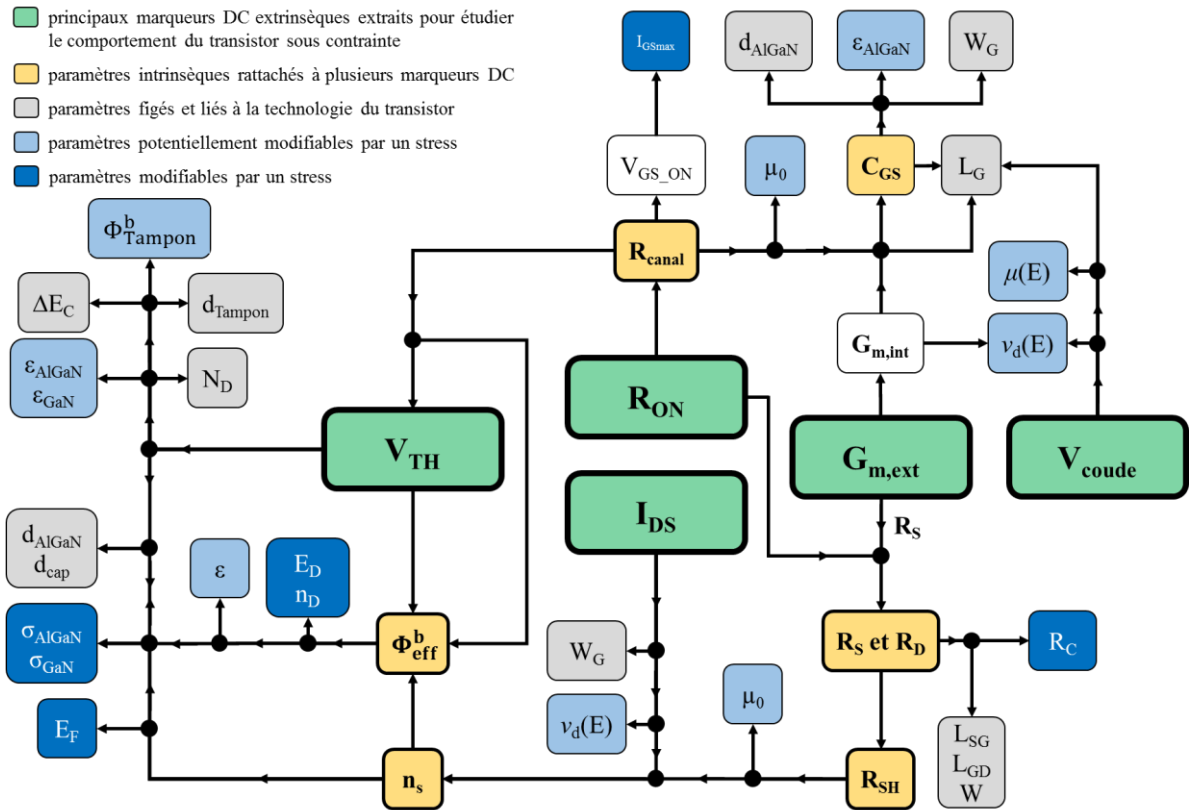 principaux marqueurs DC extrinsèques extraits pour étudier
le comportement du transistor sous contrainte
paramètres intrinsèques rattachés à plusieurs marqueurs DC
paramètres figés et liés à la technologie du transistor
paramètres potentiellement modifiables par un stress
paramètres modifiables par un stress
I_GSmax
d_AlGaN
ε_AlGaN
W_G
V_GS_ON
μ₀
C_GS
L_G
Φ^b_Tampon
R_canal
ΔE_C
d_Tampon
μ(E)
ε_AlGaN
ε_GaN
N_D
G_m,int
ν_d(E)
R_ON
V_TH
G_m,ext
V_coude
I_DS
R_S
d_AlGaN
d_cap
ε
E_D
n_D
σ_AlGaN
σ_GaN
Φ^b_eff
W_G
R_S et R_D
R_C
E_F
ν_d(E)
μ₀
n_s
R_SH
L_SG
L_GD
W